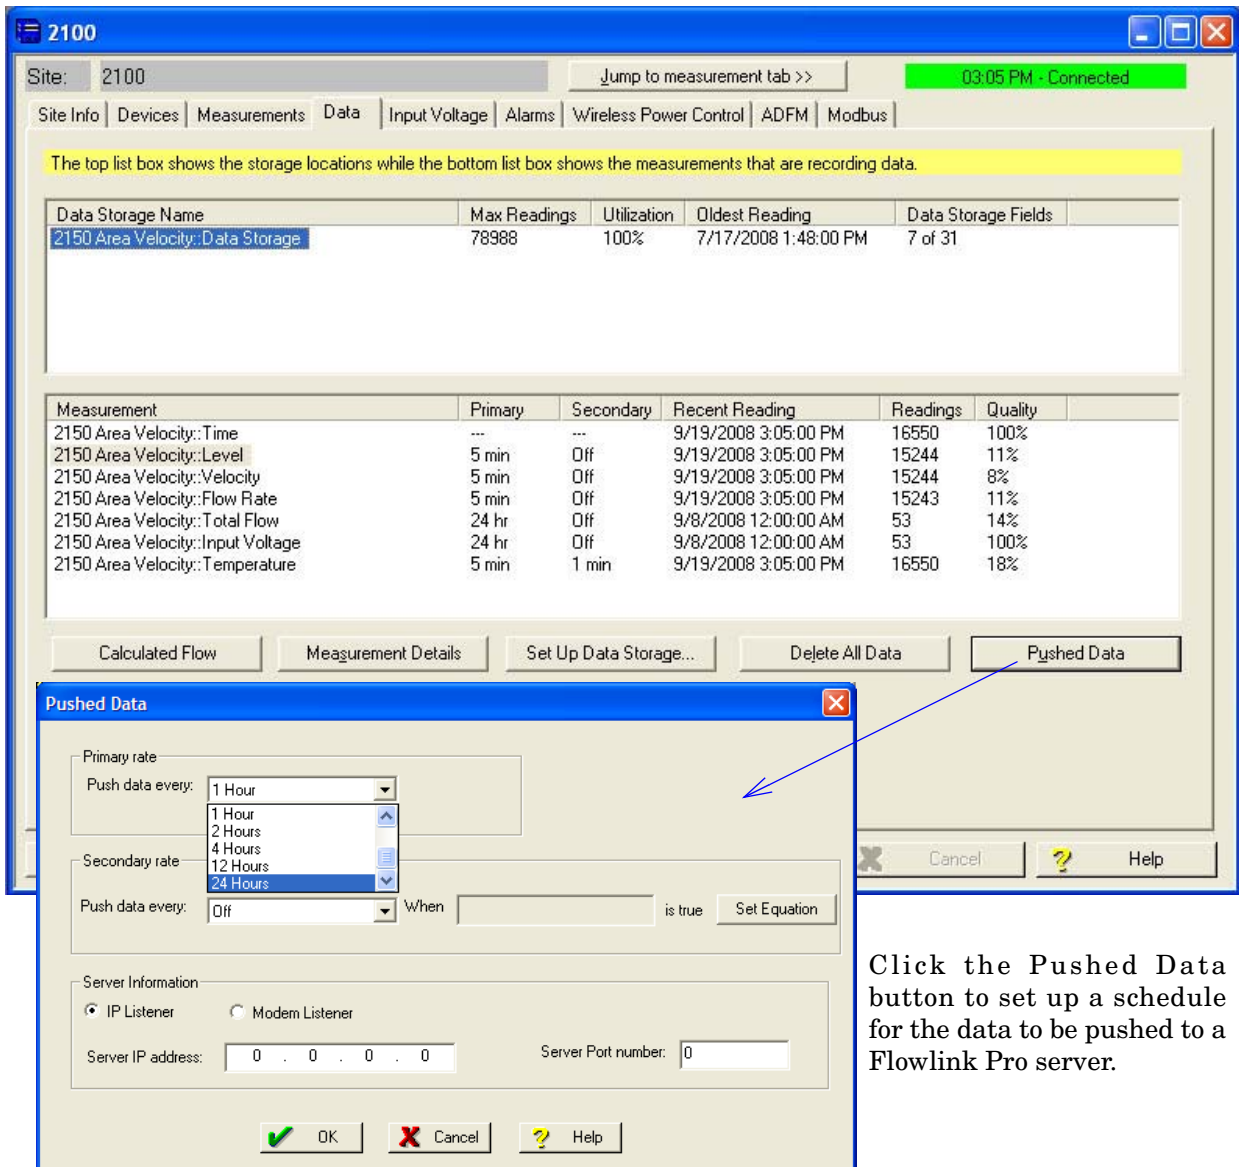 2100
Site: 2100 Jump to measurement tab >> 03:05 PM - Connected
Site Info Devices Measurements Data Input Voltage Alarms Wireless Power Control ADFM Modbus
The top list box shows the storage locations while the bottom list box shows the measurements that are recording data.
Data Storage Name Max Readings Utilization Oldest Reading Data Storage Fields
2150 Area Velocity::Data Storage 78988 100% 7/17/2008 1:48:00 PM 7 of 31
Measurement Primary Secondary Recent Reading Readings Quality
2150 Area Velocity::Time --- --- 9/19/2008 3:05:00 PM 16550 100%
2150 Area Velocity::Level 5 min Off 9/19/2008 3:05:00 PM 15244 11%
2150 Area Velocity::Velocity 5 min Off 9/19/2008 3:05:00 PM 15244 8%
2150 Area Velocity::Flow Rate 5 min Off 9/19/2008 3:05:00 PM 15243 11%
2150 Area Velocity::Total Flow 24 hr Off 9/8/2008 12:00:00 AM 53 14%
2150 Area Velocity::Input Voltage 24 hr Off 9/8/2008 12:00:00 AM 53 100%
2150 Area Velocity::Temperature 5 min 1 min 9/19/2008 3:05:00 PM 16550 18%
Calculated Flow Measurement Details Set Up Data Storage... Delete All Data Pushed Data
Pushed Data
Primary rate
Push data every: 1 Hour
1 Hour
2 Hours
4 Hours
12 Hours
24 Hours
Secondary rate
Push data every: Off When is true Set Equation
Server Information
IP Listener Modem Listener
Server IP address: 0 . 0 . 0 . 0 Server Port number: 0
OK Cancel Help
Cancel Help
Click the Pushed Data
button to set up a schedule
for the data to be pushed to a
Flowlink Pro server.